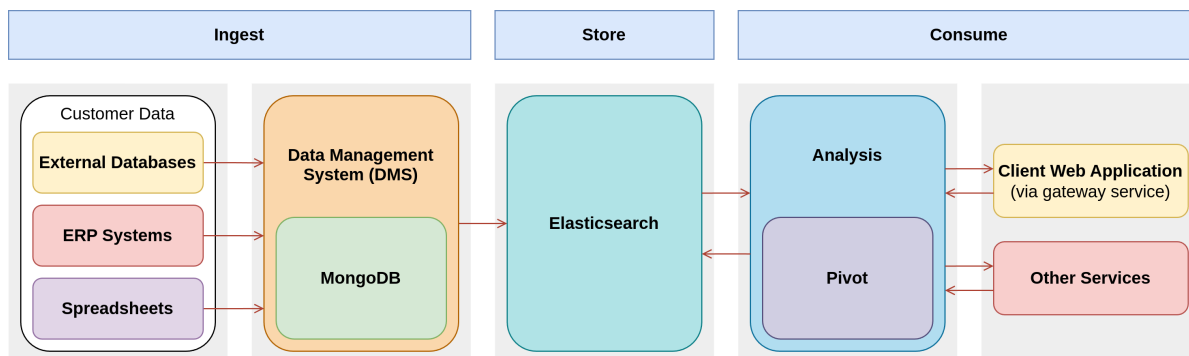 Ingest
Store
Consume
Customer Data
External Databases
ERP Systems
Spreadsheets
Data Management
System (DMS)
MongoDB
Elasticsearch
Analysis
Pivot
Client Web Application
(via gateway service)
Other Services